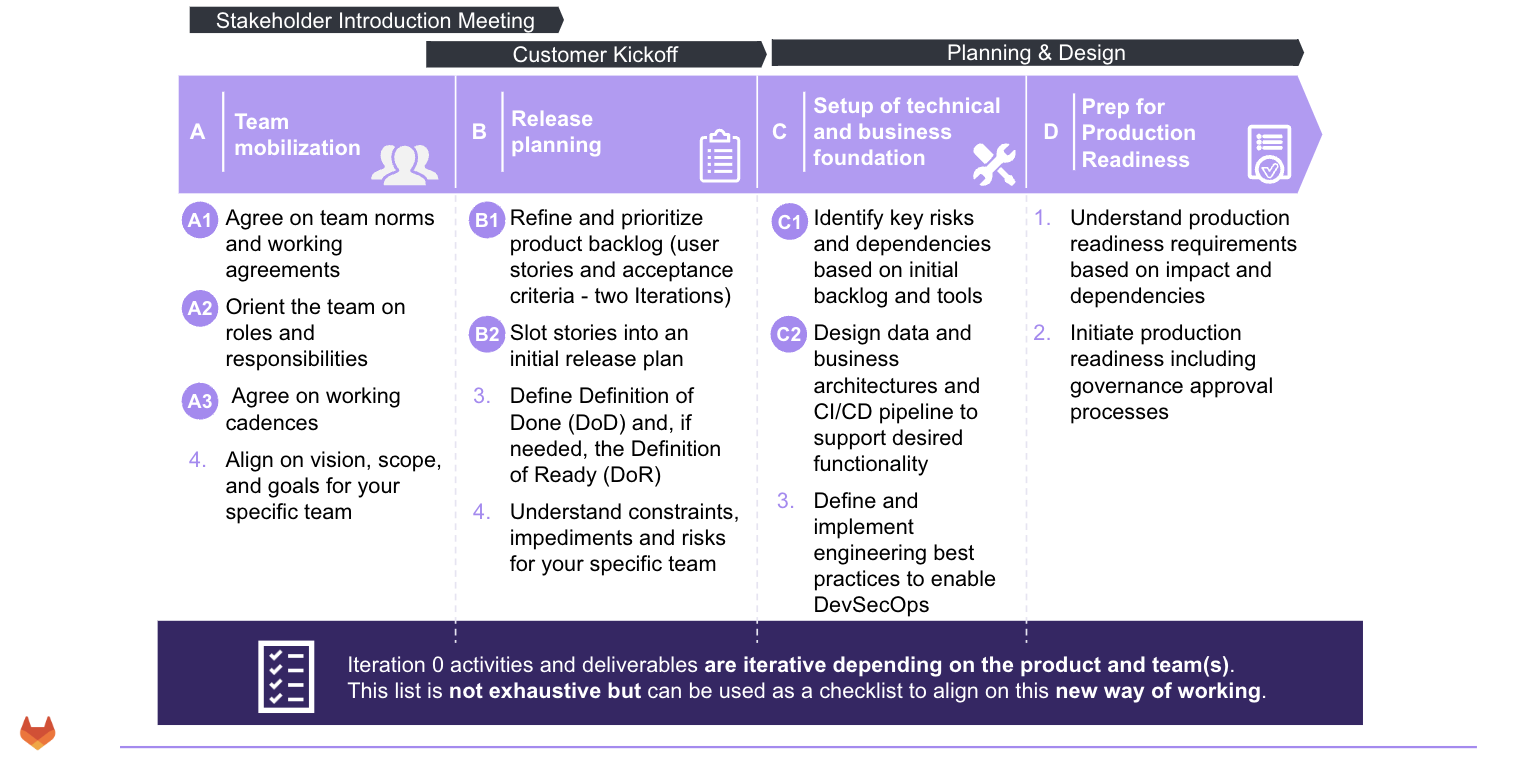 Stakeholder Introduction Meeting
Customer Kickoff
Planning & Design
A
Team
mobilization
B
Release
planning
C
Setup of technical
and business
foundation
D
Prep for
Production
Readiness
A1 Agree on team norms
and working
agreements
A2 Orient the team on
roles and
responsibilities
A3 Agree on working
cadences
4. Align on vision, scope,
and goals for your
specific team
B1 Refine and prioritize
product backlog (user
stories and acceptance
criteria - two Iterations)
B2 Slot stories into an
initial release plan
3. Define Definition of
Done (DoD) and, if
needed, the Definition
of Ready (DoR)
4. Understand constraints,
impediments and risks
for your specific team
C1 Identify key risks
and dependencies
based on initial
backlog and tools
C2 Design data and
business
architectures and
CI/CD pipeline to
support desired
functionality
3. Define and
implement
engineering best
practices to enable
DevSecOps
1. Understand production
readiness requirements
based on impact and
dependencies
2. Initiate production
readiness including
governance approval
processes
Iteration 0 activities and deliverables are iterative depending on the product and team(s).
This list is not exhaustive but can be used as a checklist to align on this new way of working.